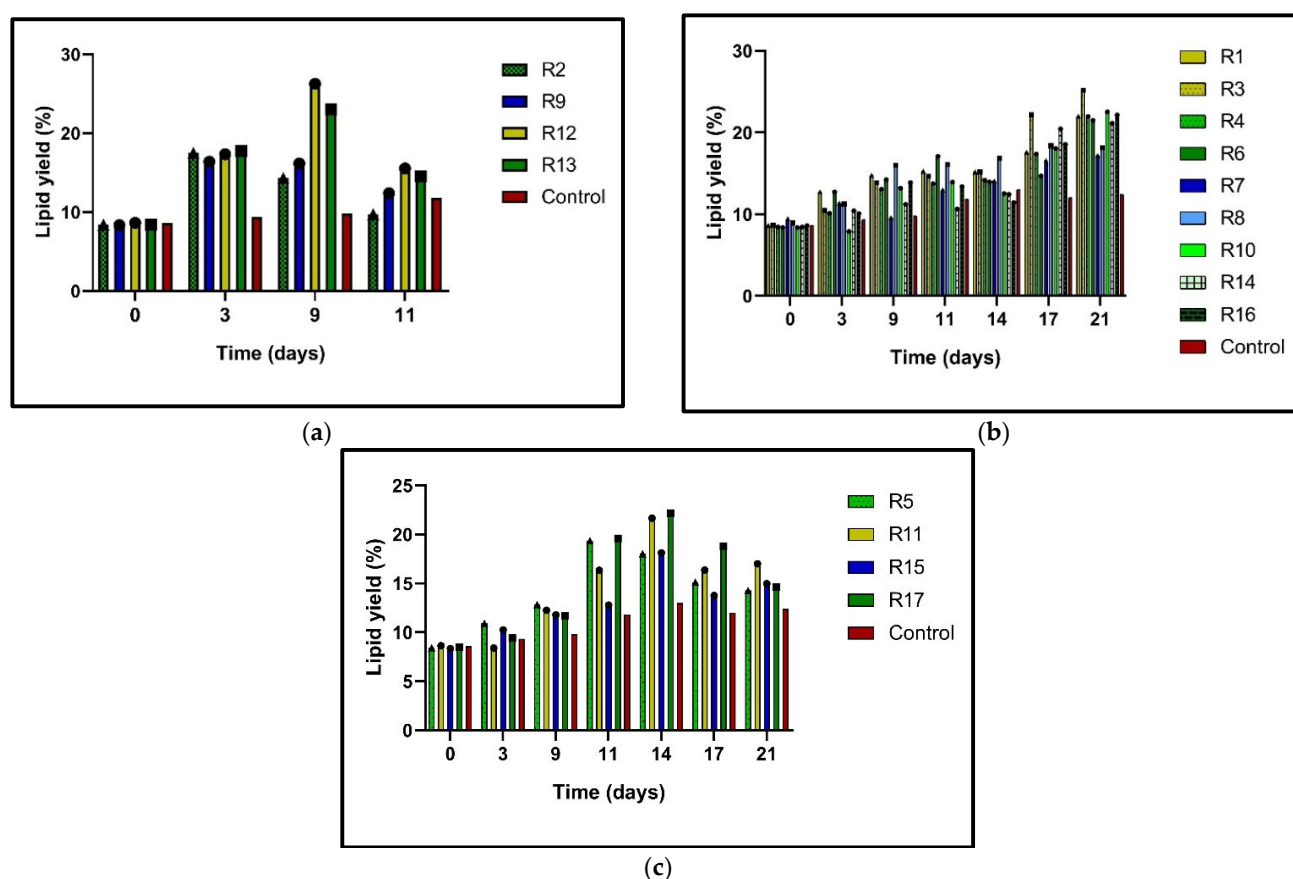 30
20
10
0
Lipid yield (%)
0 3 9 11
Time (days)
R2
R9
R12
R13
Control
(a)
30
20
10
0
Lipid yield (%)
0 3 9 11 14 17 21
Time (days)
R1
R3
R4
R6
R7
R8
R10
R14
R16
Control
(b)
25
20
15
10
5
0
Lipid yield (%)
0 3 9 11 14 17 21
Time (days)
R5
R11
R15
R17
Control
(c)